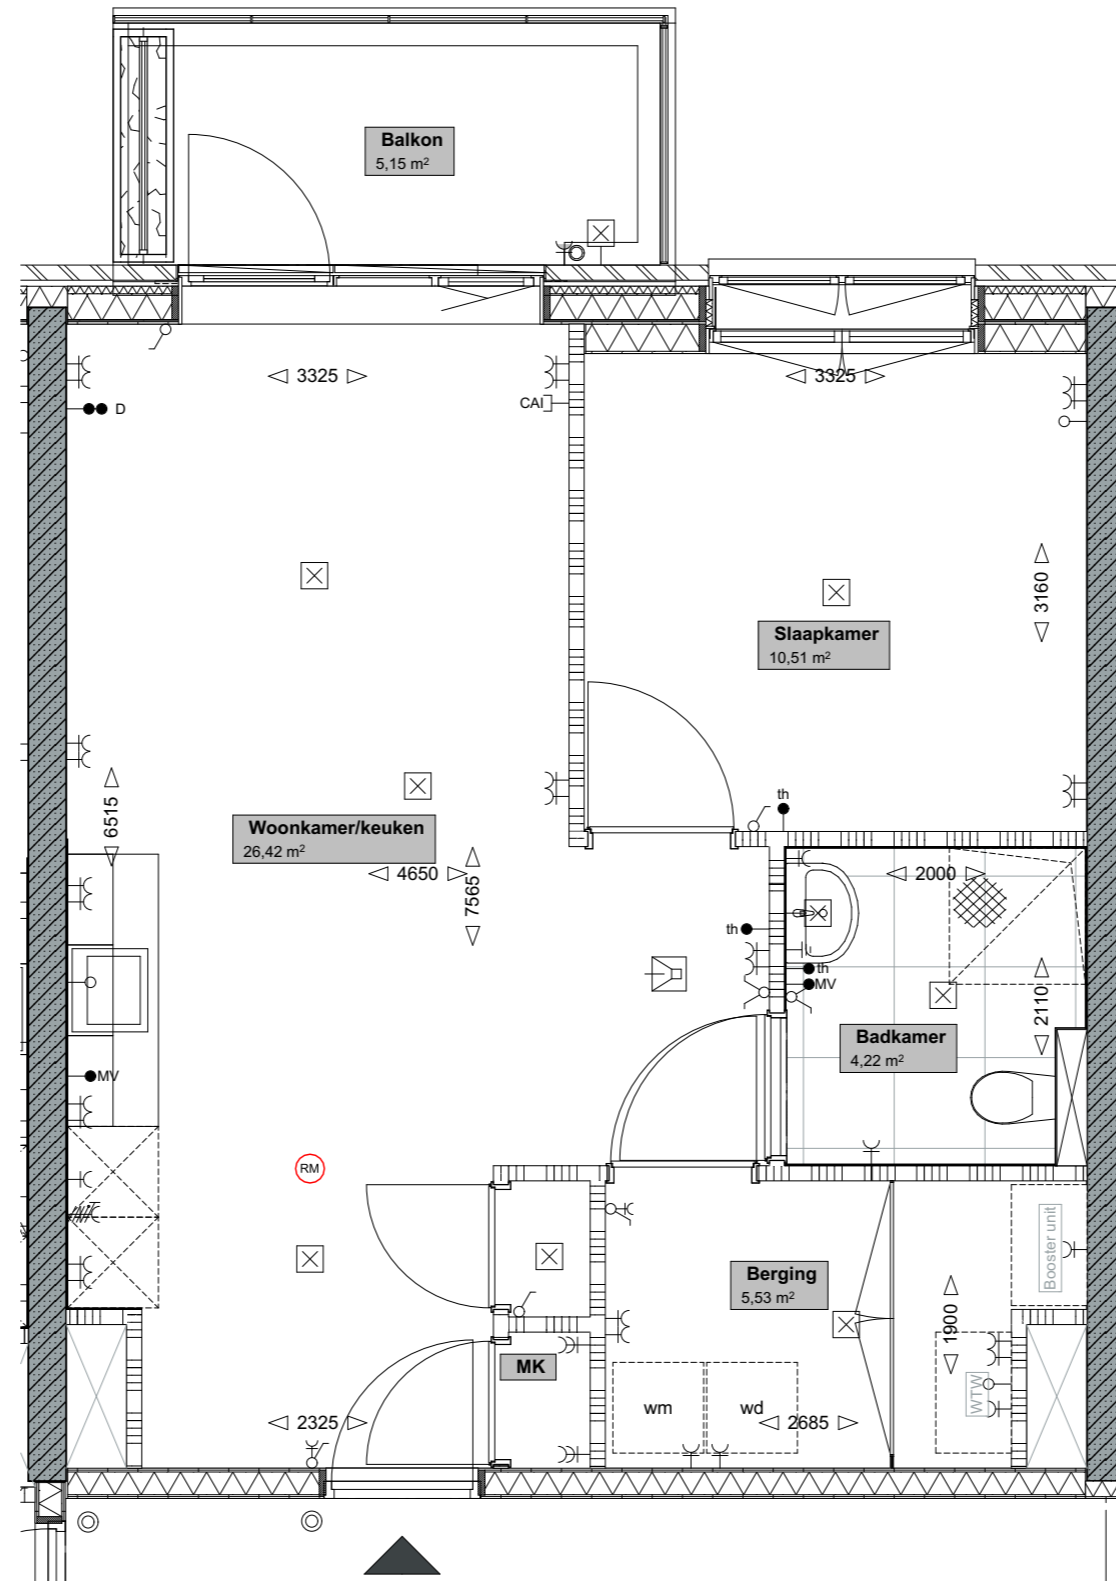 Balkon
5,15 m²
3325
3325
D
CAI
3160
Slaapkamer
10,51 m²
6515
th
Woonkamer/keuken
26,42 m²
4650
7565
2000
th
th
MV
2110
Badkamer
4,22 m²
MV
RM
Booster unit
Berging
5,53 m²
1900
MK
WTW
wm
wd
2325
2685